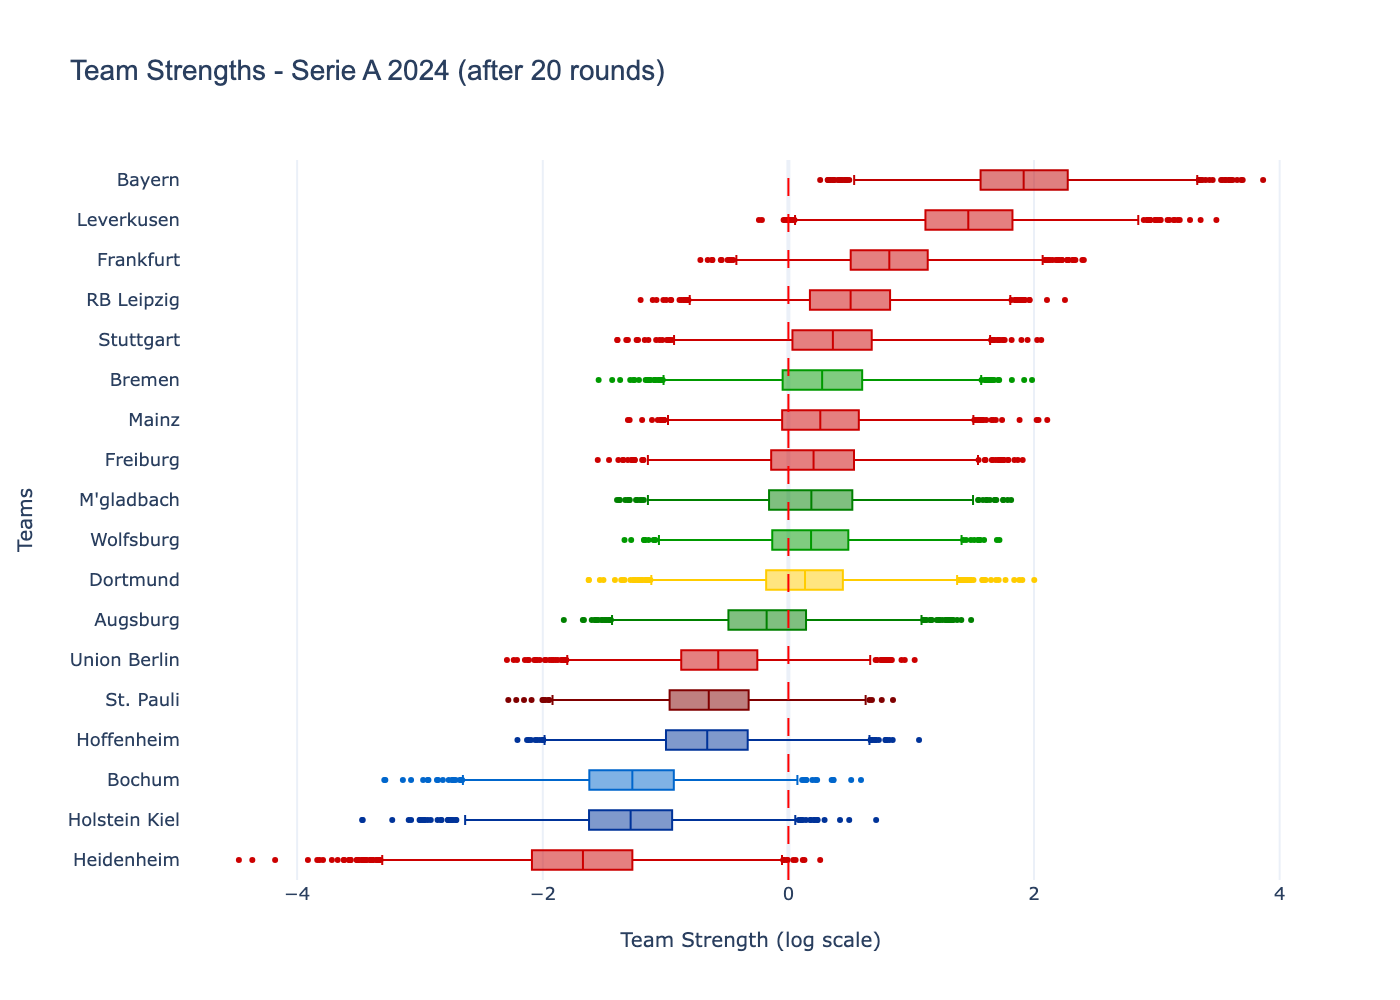 Team Strengths - Serie A 2024 (after 20 rounds)
Bayern
Leverkusen
Frankfurt
RB Leipzig
Stuttgart
Bremen
Mainz
Freiburg
M'gladbach
Wolfsburg
Dortmund
Augsburg
Union Berlin
St. Pauli
Hoffenheim
Bochum
Holstein Kiel
Heidenheim
Teams
−4 −2 0 2 4
Team Strength (log scale)